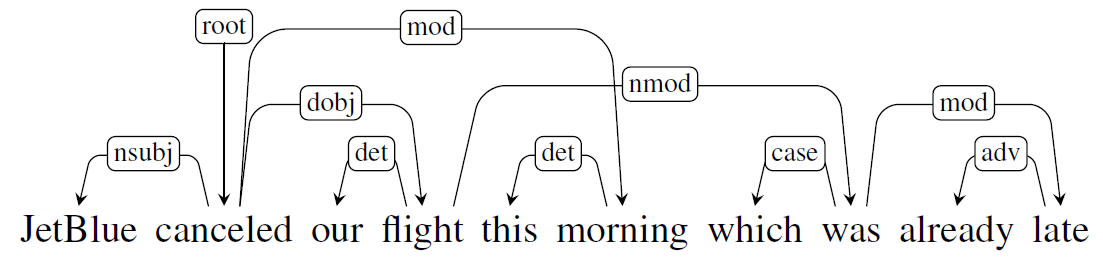 root mod
nmod
dobj mod
nsubj det det case adv
JetBlue canceled our flight this morning which was already late